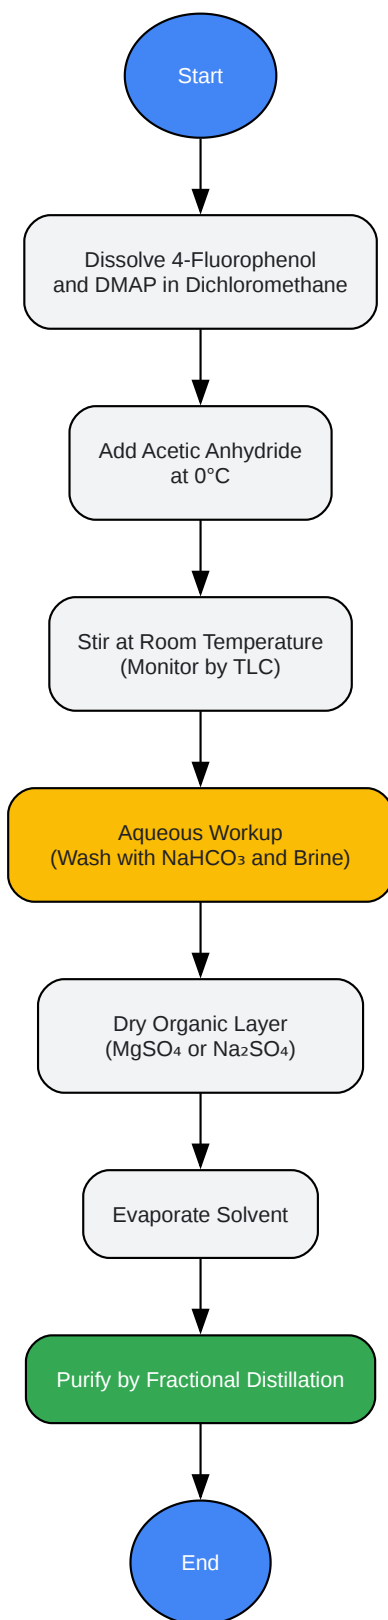 Start
Dissolve 4-Fluorophenol
and DMAP in Dichloromethane
Add Acetic Anhydride
at 0°C
Stir at Room Temperature
(Monitor by TLC)
Aqueous Workup
(Wash with NaHCO₃ and Brine)
Dry Organic Layer
(MgSO₄ or Na₂SO₄)
Evaporate Solvent
Purify by Fractional Distillation
End